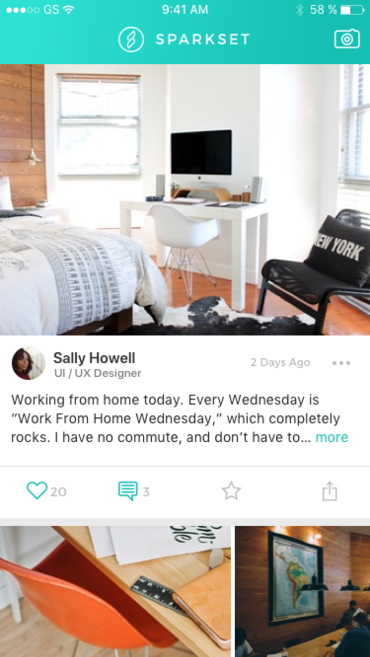 GS 9:41 AM 58 %
SPARKSET
NEW YORK
Sally Howell
2 Days Ago
UI / UX Designer
Working from home today. Every Wednesday is
“Work From Home Wednesday,” which completely
rocks. I have no commute, and don’t have to... more
20 3